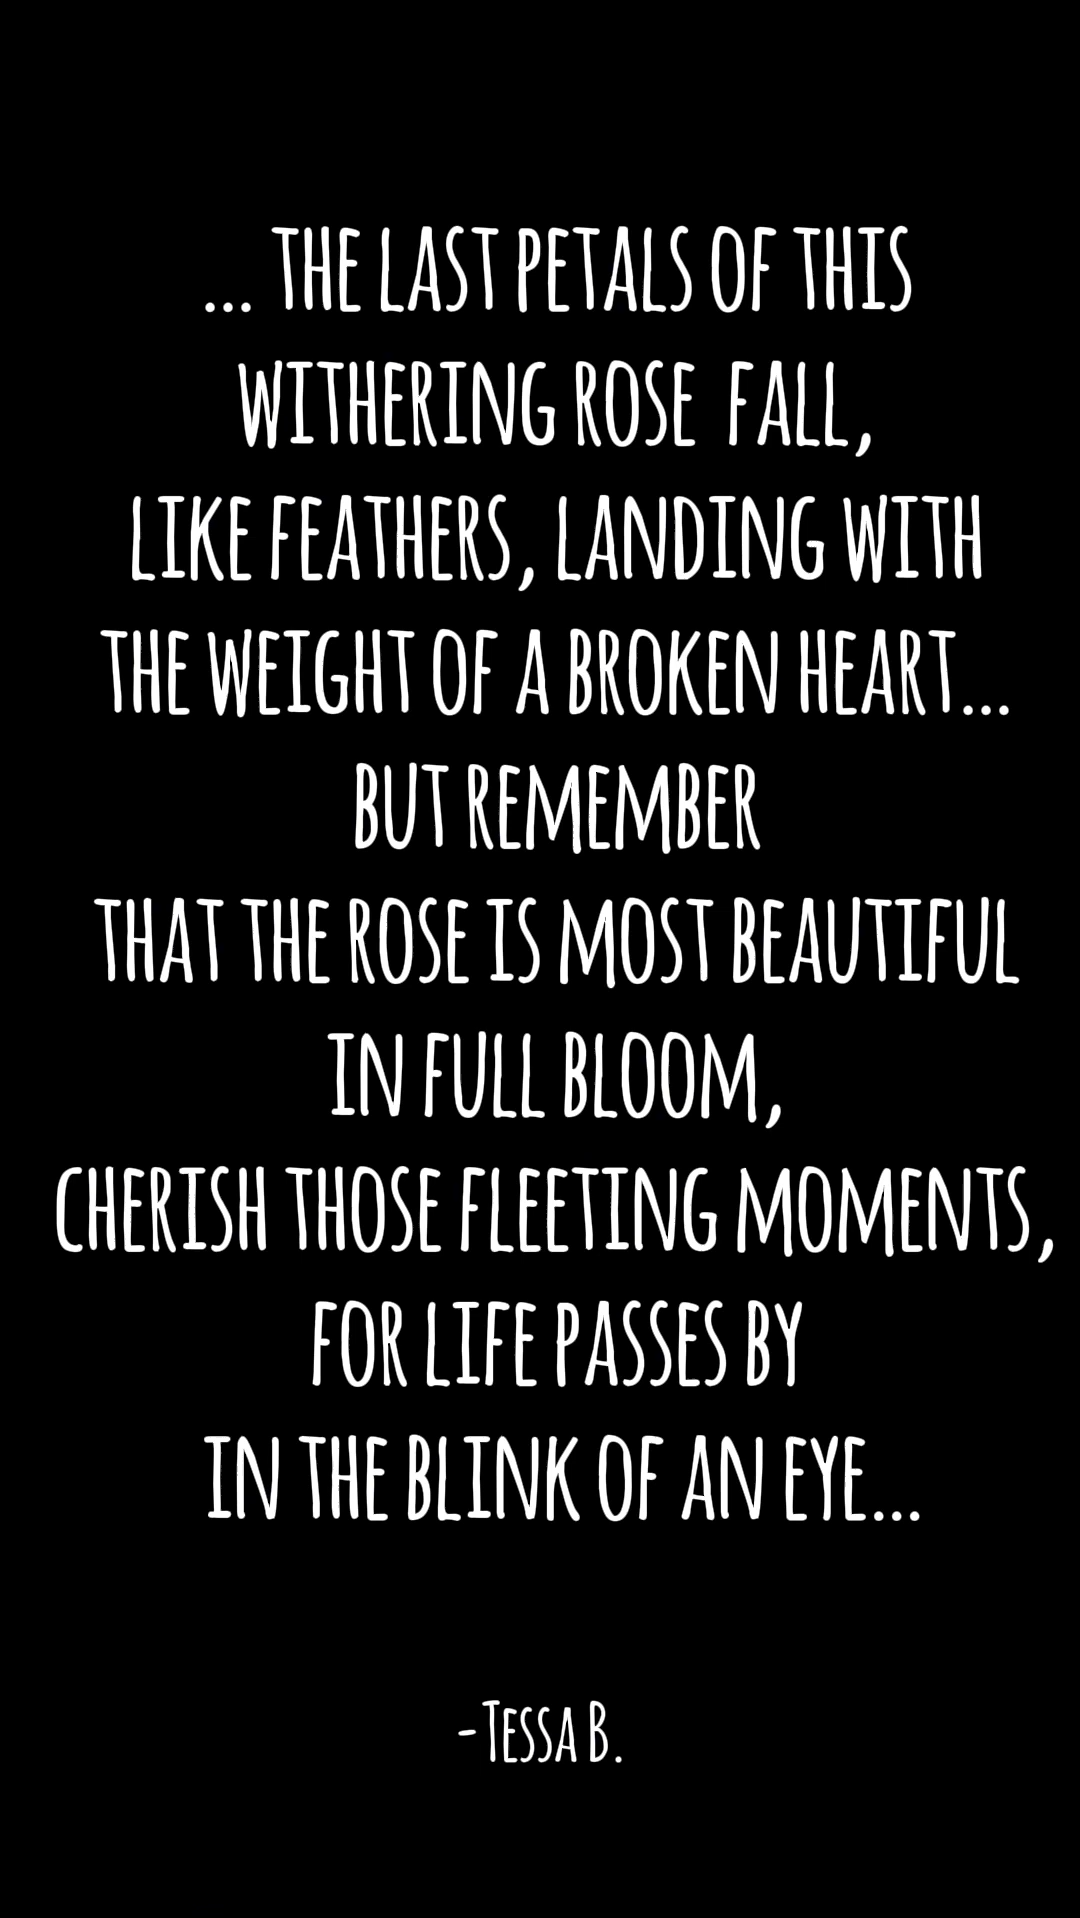 ... THE LAST PETALS OF THIS
WITHERING ROSE FALL,
LIKE FEATHERS, LANDING WITH
THE WEIGHT OF A BROKEN HEART...
BUT REMEMBER
THAT THE ROSE IS MOST BEAUTIFUL
IN FULL BLOOM,
CHERISH THOSE FLEETING MOMENTS,
FOR LIFE PASSES BY
IN THE BLINK OF AN EYE...
-TESSA B.